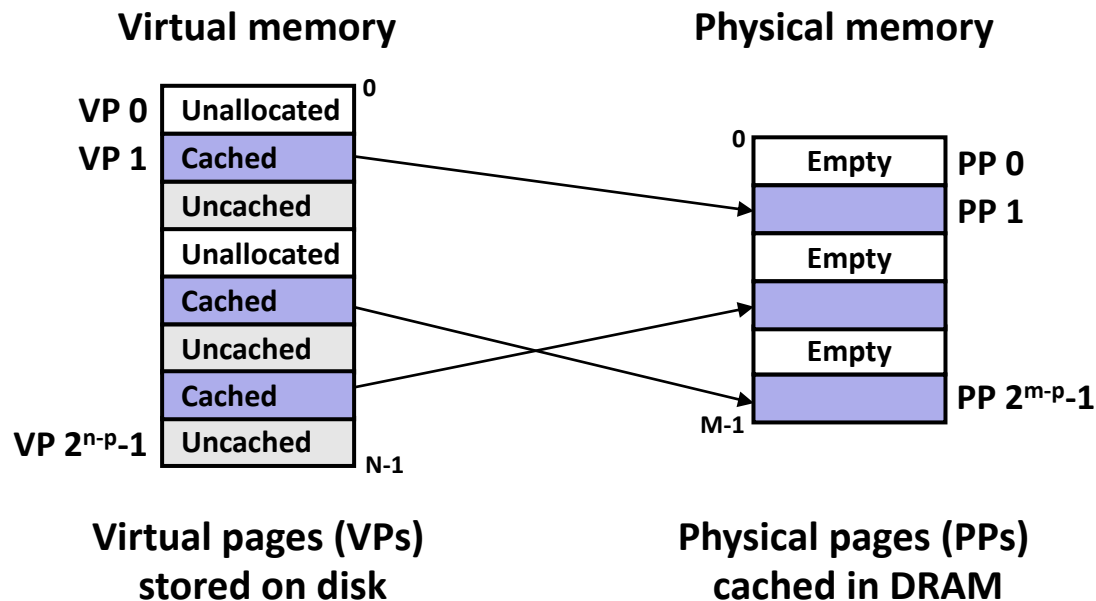 Virtual memory
Physical memory
0
VP 0 Unallocated
VP 1 Cached
Uncached
Unallocated
Cached
Uncached
Cached
VP 2ⁿ⁻ᵖ-1 Uncached
N-1
0
Empty PP 0
PP 1
Empty
Empty
PP 2ᵐ⁻ᵖ-1
M-1
Virtual pages (VPs)
stored on disk
Physical pages (PPs)
cached in DRAM